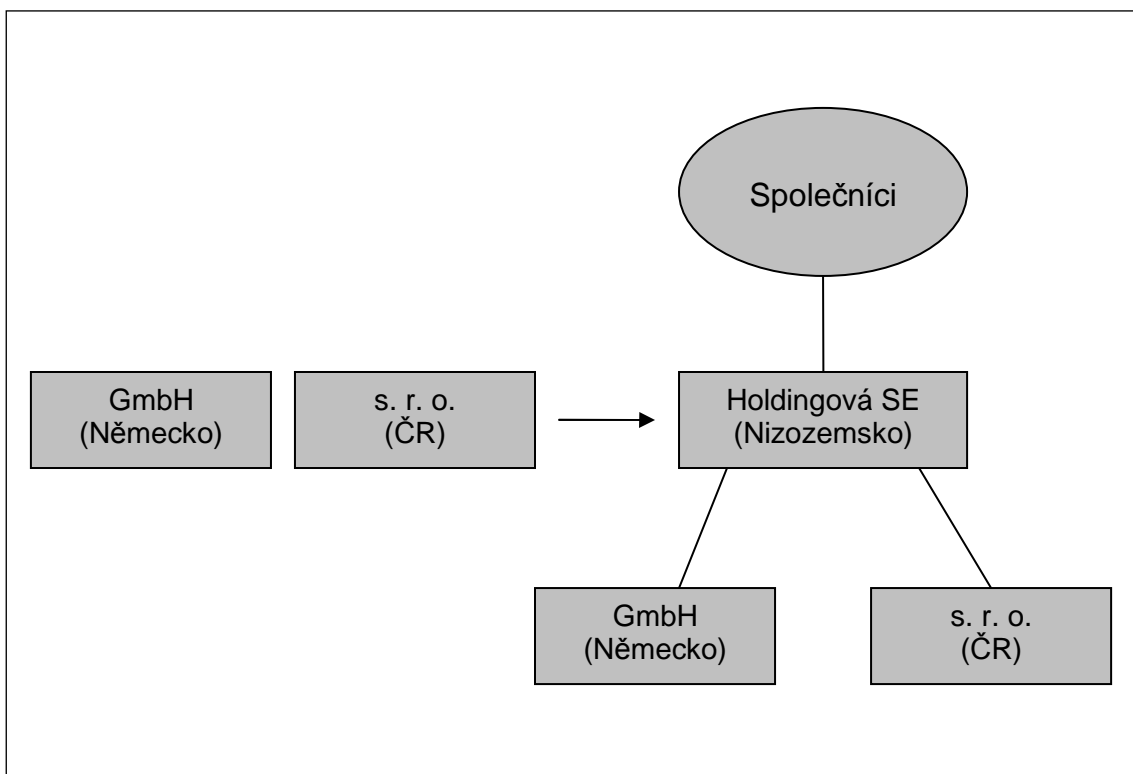 Společníci
GmbH
(Německo)
s. r. o.
(ČR)
Holdingová SE
(Nizozemsko)
GmbH
(Německo)
s. r. o.
(ČR)